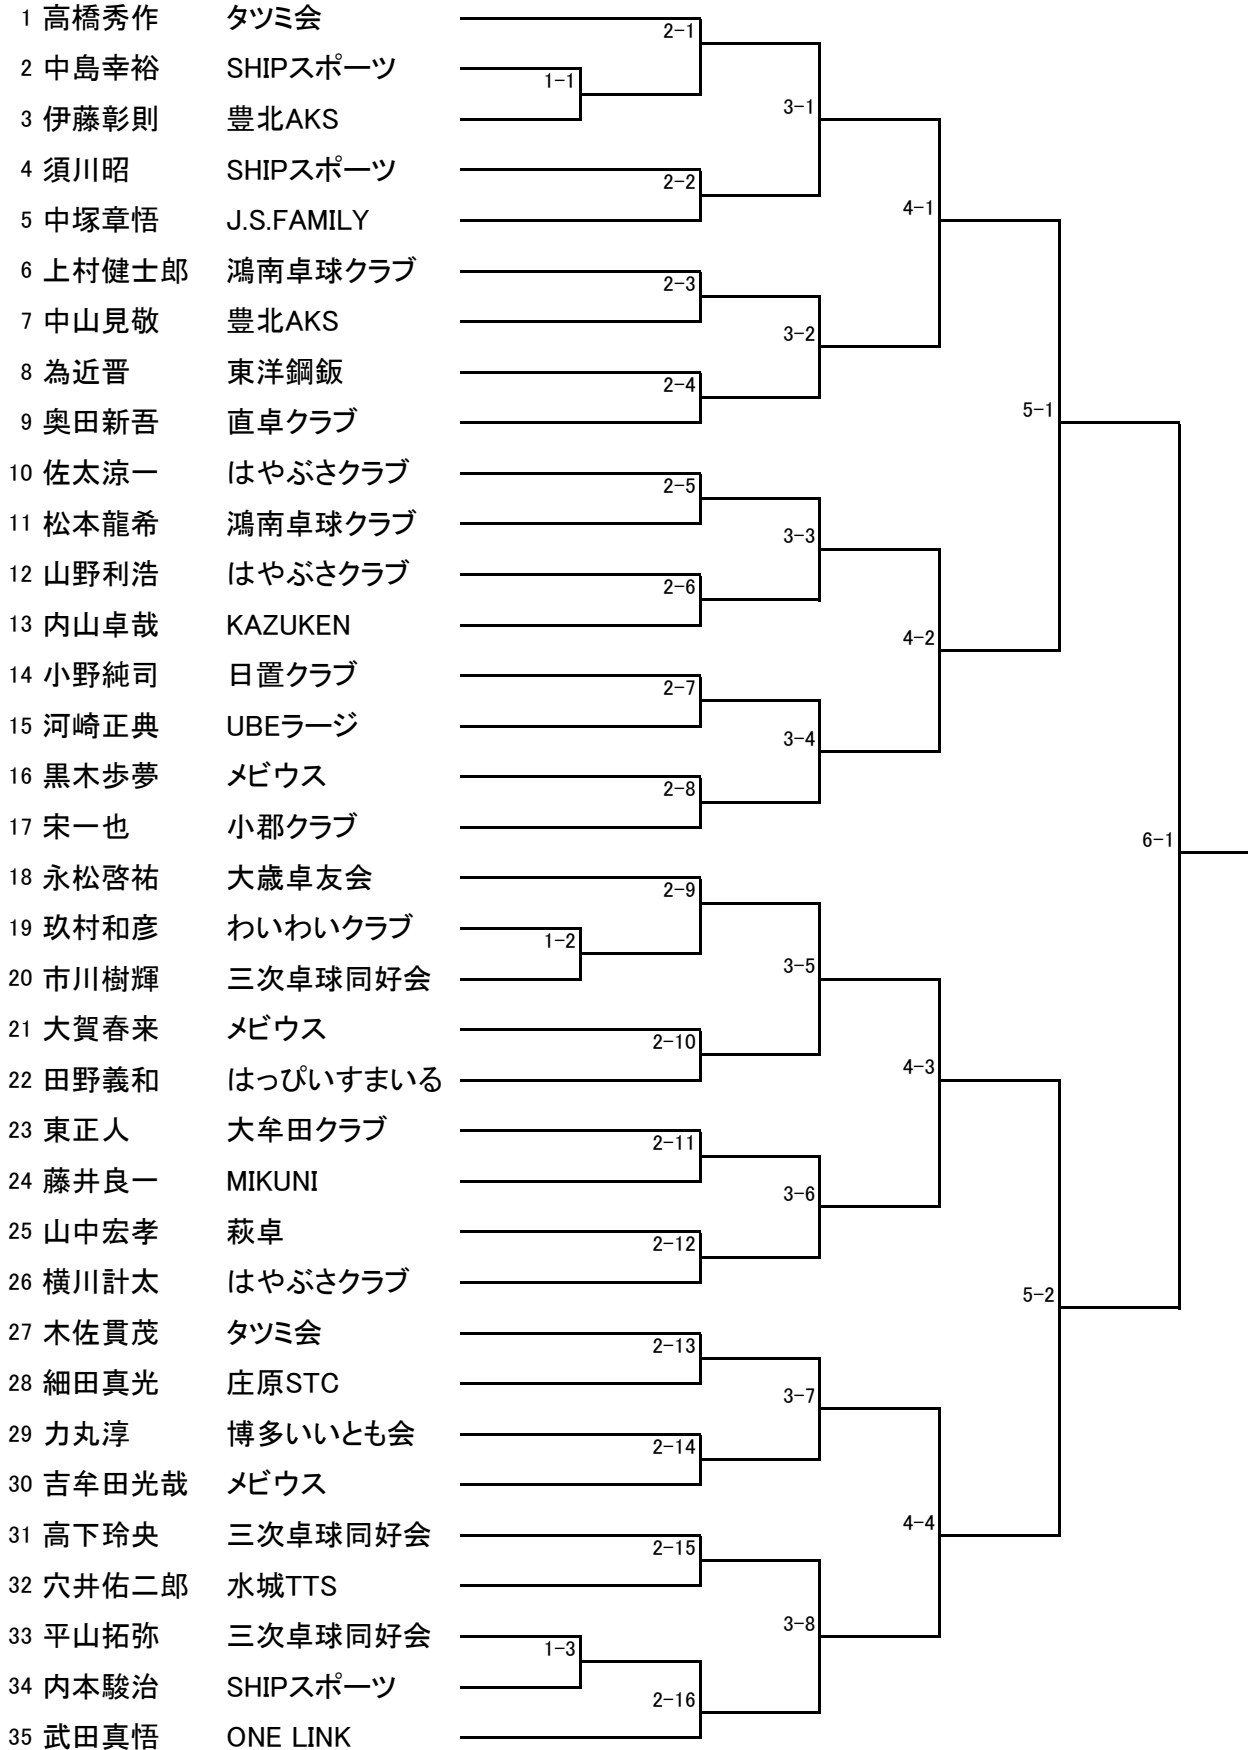 1 高橋秀作 タツミ会
2-1
2 中島幸裕 SHIPスポーツ
1-1
3-1
3 伊藤彰則 豊北AKS
4 須川昭 SHIPスポーツ
2-2
4-1
5 中塚章悟 J.S.FAMILY
6 上村健士郎 鴻南卓球クラブ
2-3
7 中山見敬 豊北AKS
3-2
8 為近晋 東洋鋼鈑
2-4
5-1
9 奥田新吾 直卓クラブ
10 佐太涼一 はやぶさクラブ
2-5
11 松本龍希 鴻南卓球クラブ
3-3
12 山野利浩 はやぶさクラブ
2-6
13 内山卓哉 KAZUKEN
4-2
14 小野純司 日置クラブ
2-7
15 河崎正典 UBEラージ
3-4
16 黒木歩夢 メビウス
2-8
17 宋一也 小郡クラブ
6-1
18 永松啓祐 大歳卓友会
2-9
19 玖村和彦 わいわいクラブ
1-2
3-5
20 市川樹輝 三次卓球同好会
21 大賀春来 メビウス
2-10
4-3
22 田野義和 はっぴいすまいる
23 東正人 大牟田クラブ
2-11
24 藤井良一 MIKUNI
3-6
25 山中宏孝 萩卓
2-12
26 横川計太 はやぶさクラブ
5-2
27 木佐貫茂 タツミ会
2-13
28 細田真光 庄原STC
3-7
29 力丸淳 博多いいとも会
2-14
30 吉牟田光哉 メビウス
4-4
31 高下玲央 三次卓球同好会
2-15
32 穴井佑二郎 水城TTS
3-8
33 平山拓弥 三次卓球同好会
1-3
34 内本駿治 SHIPスポーツ
2-16
35 武田真悟 ONE LINK